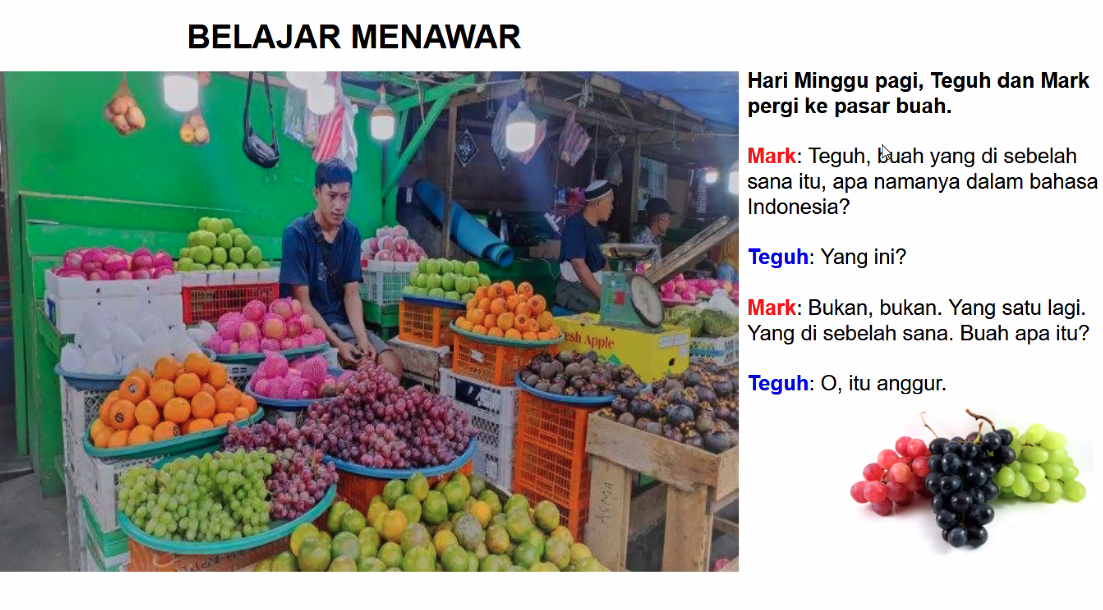 BELAJAR MENAWAR
Hari Minggu pagi, Teguh dan Mark
pergi ke pasar buah.
Mark: Teguh, buah yang di sebelah
sana itu, apa namanya dalam bahasa
Indonesia?
Teguh: Yang ini?
Mark: Bukan, bukan. Yang satu lagi.
Yang di sebelah sana. Buah apa itu?
Teguh: O, itu anggur.
esh Apple